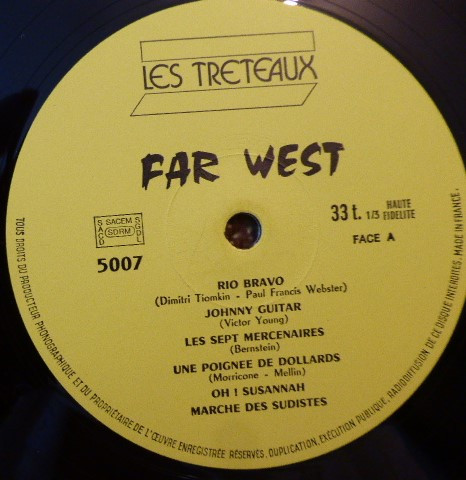 LES TRETEAUX
FAR WEST
SACEM
SACD
SDRM
SGDL
5007
33 t. 1/3 HAUTE FIDELITE
FACE A
RIO BRAVO
(Dimitri Tiomkin - Paul Francis Webster)
JOHNNY GUITAR
(Victor Young)
LES SEPT MERCENAIRES
(Bernstein)
UNE POIGNEE DE DOLLARDS
(Morricone - Mellin)
OH ! SUSANNAH
MARCHE DES SUDISTES
TOUS DROITS DU PRODUCTEUR PHONOGRAPHIQUE ET DU PROPRIÉTAIRE DE L'ŒUVRE ENREGISTRÉE RÉSERVÉS, DUPLICATION, EXÉCUTION PUBLIQUE, RADIODIFFUSION DE CE DISQUE INTERDITES. MADE IN FRANCE.